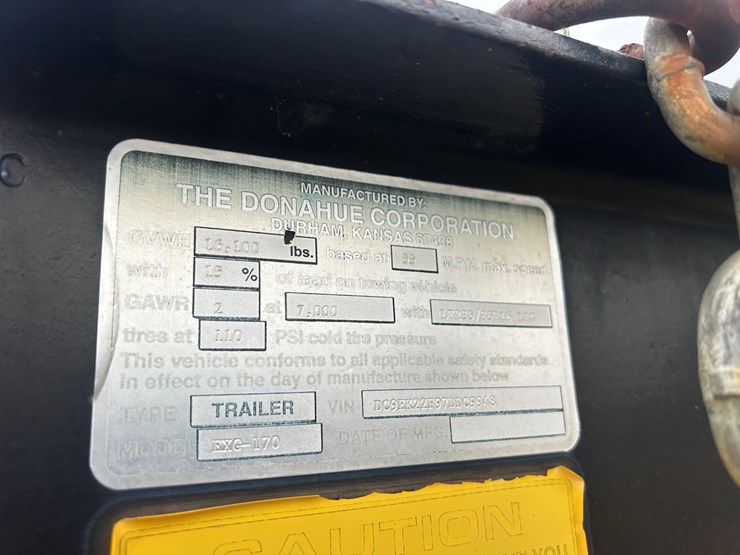 MANUFACTURED BY:
THE DONAHUE CORPORATION
DURHAM, KANSAS 67438
GVWR 16,100 lbs. based at M.P.H. max. speed
with 15 % of load on towing vehicle
GAWR 2 at 7,000 with
tires at 110 PSI cold tire pressure
This vehicle conforms to all applicable safety standards
in effect on the day of manufacture shown below
TYPE TRAILER VIN
MODEL EXG-170 DATE OF MFG.
CAUTION
YOU